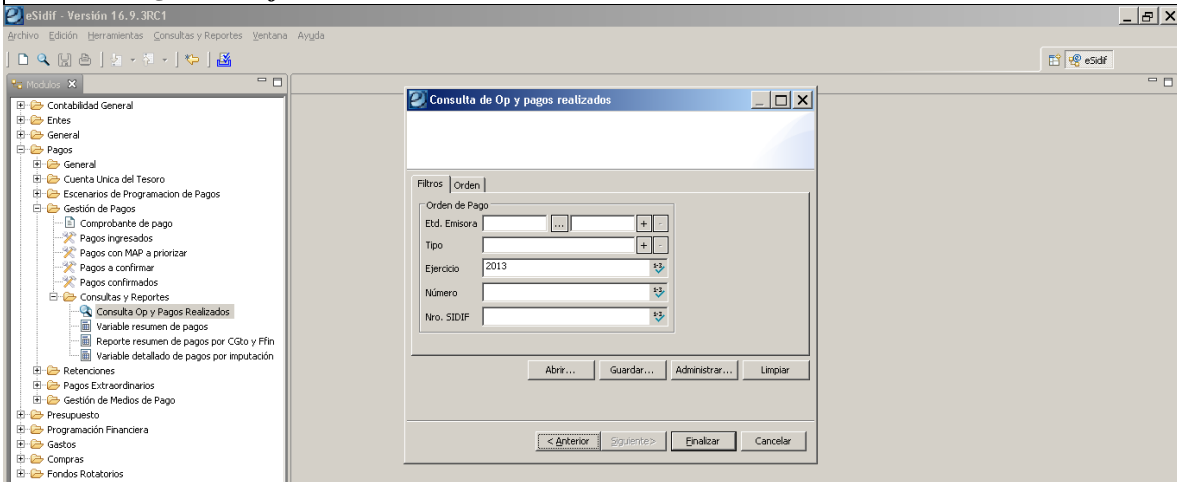 eSidif - Versión 16.9.3RC1
Archivo Edición Herramientas Consultas y Reportes Ventana Ayuda
eSidif
Modulos
Contabilidad General
Entes
General
Pagos
General
Cuenta Unica del Tesoro
Escenarios de Programacion de Pagos
Gestión de Pagos
Comprobante de pago
Pagos ingresados
Pagos con MAP a priorizar
Pagos a confirmar
Pagos confirmados
Consultas y Reportes
Consulta Op y Pagos Realizados
Variable resumen de pagos
Reporte resumen de pagos por CGto y Ffin
Variable detallado de pagos por imputación
Retenciones
Pagos Extraordinarios
Gestión de Medios de Pago
Presupuesto
Programación Financiera
Gastos
Compras
Fondos Rotatorios
Consulta de Op y pagos realizados
Filtros Orden
Orden de Pago
Etd. Emisora ... + -
Tipo + -
Ejercicio 2013
Número
Nro. SIDIF
Abrir... Guardar... Administrar... Limpiar
< Anterior Siguiente > Finalizar Cancelar